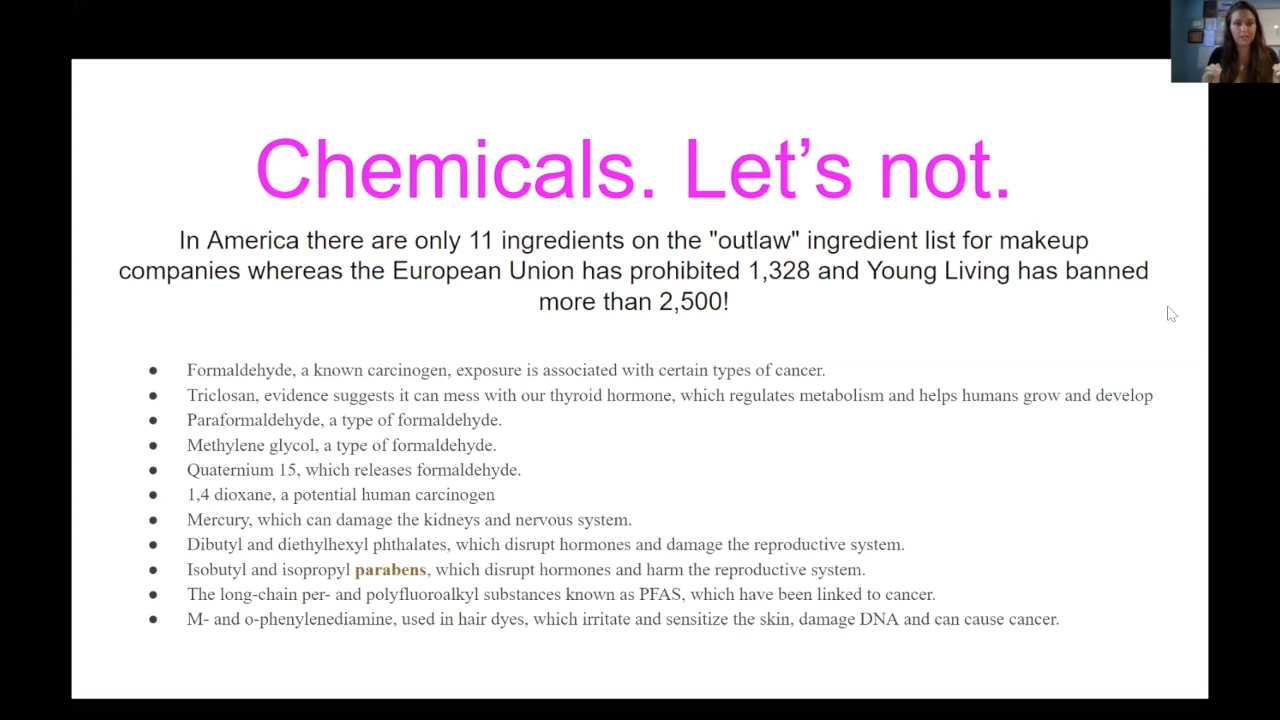 Chemicals. Let’s not.
In America there are only 11 ingredients on the "outlaw" ingredient list for makeup
companies whereas the European Union has prohibited 1,328 and Young Living has banned
more than 2,500!
● Formaldehyde, a known carcinogen, exposure is associated with certain types of cancer.
● Triclosan, evidence suggests it can mess with our thyroid hormone, which regulates metabolism and helps humans grow and develop
● Paraformaldehyde, a type of formaldehyde.
● Methylene glycol, a type of formaldehyde.
● Quaternium 15, which releases formaldehyde.
● 1,4 dioxane, a potential human carcinogen
● Mercury, which can damage the kidneys and nervous system.
● Dibutyl and diethylhexyl phthalates, which disrupt hormones and damage the reproductive system.
● Isobutyl and isopropyl parabens, which disrupt hormones and harm the reproductive system.
● The long-chain per- and polyfluoroalkyl substances known as PFAS, which have been linked to cancer.
● M- and o-phenylenediamine, used in hair dyes, which irritate and sensitize the skin, damage DNA and can cause cancer.